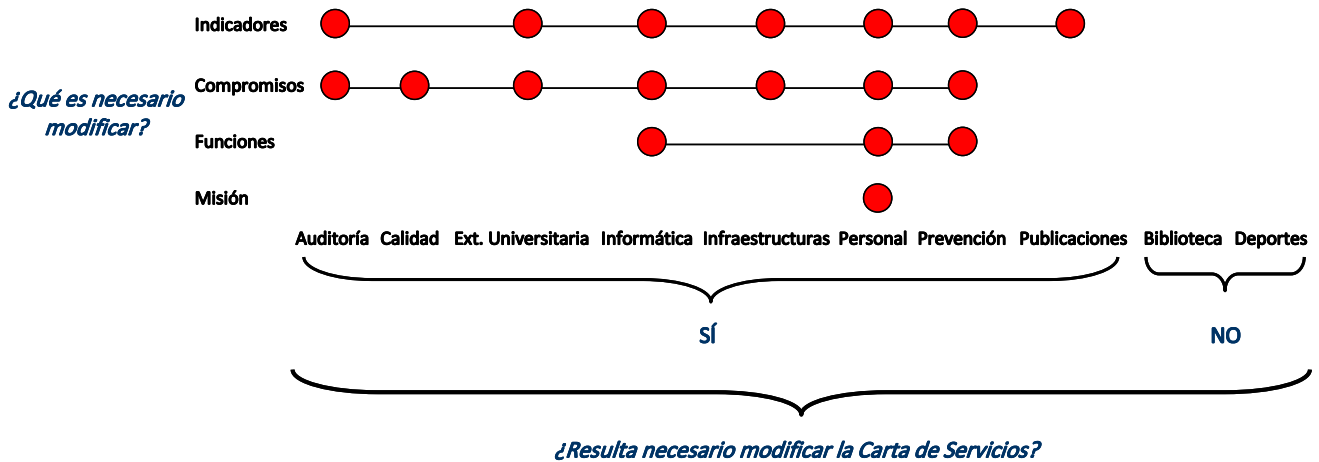 Indicadores
Compromisos
¿Qué es necesario
modificar?
Funciones
Misión
Auditoría Calidad Ext. Universitaria Informática Infraestructuras Personal Prevención Publicaciones Biblioteca Deportes
SÍ NO
¿Resulta necesario modificar la Carta de Servicios?